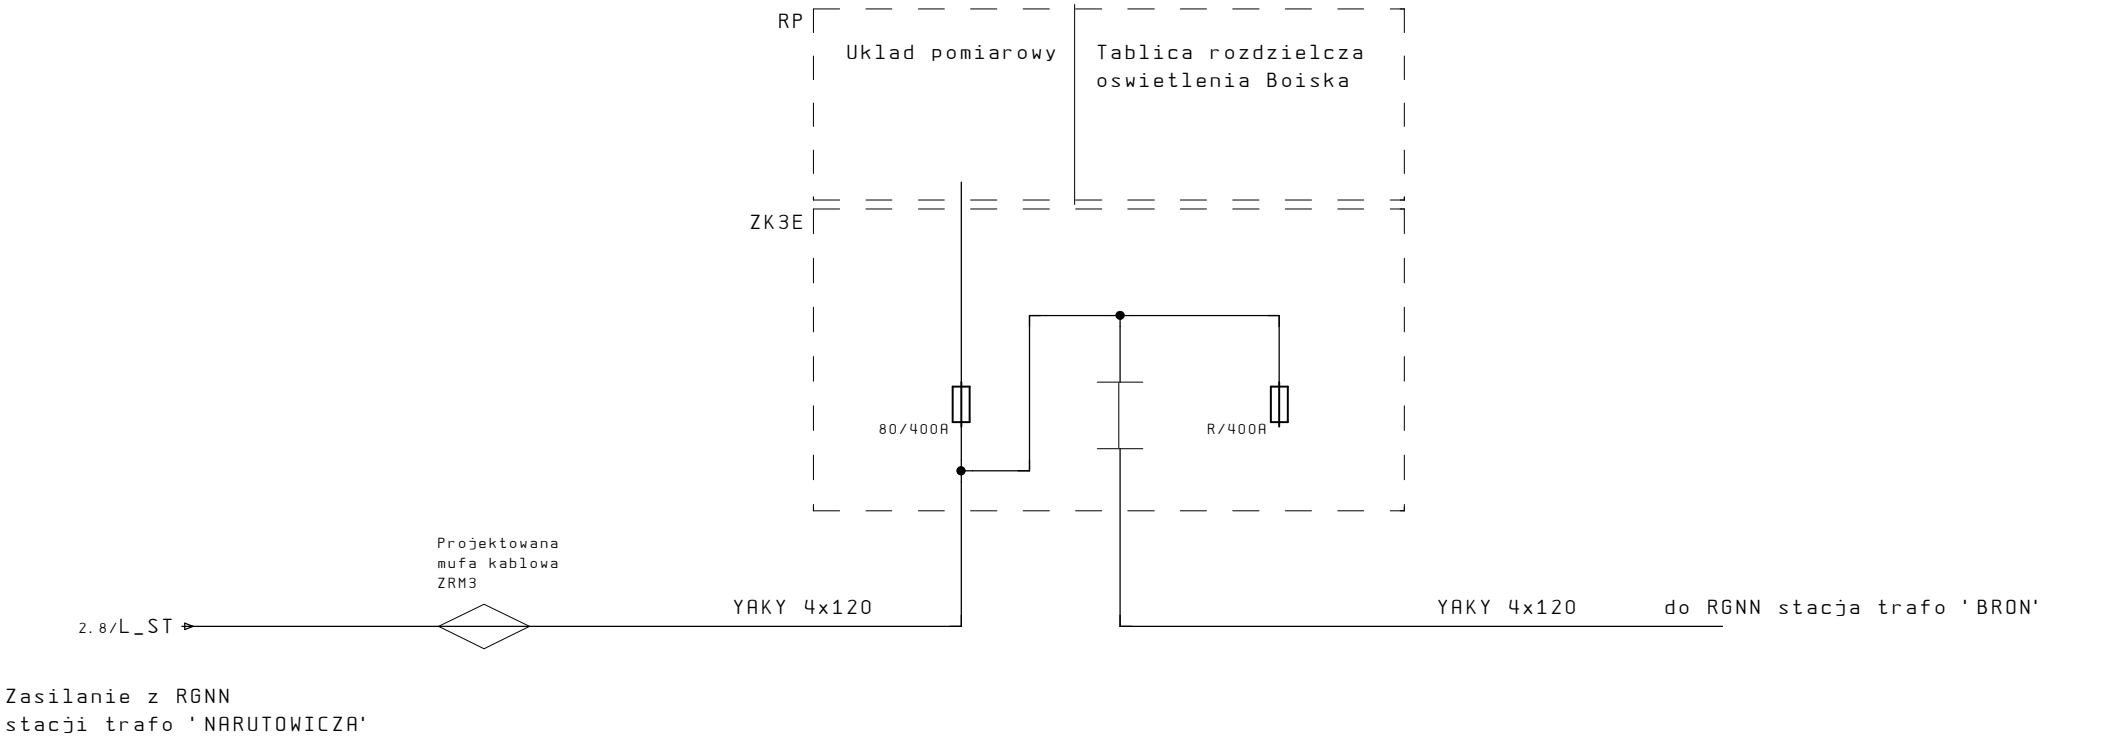 RP
Uklad pomiarowy
Tablica rozdzielcza
oswietlenia Boiska
ZK3E
80/400A
R/400A
Projektowana
mufa kablowa
ZRM3
YAKY 4x120
YAKY 4x120
do RGNN stacja trafo 'BRON'
2.8/L_ST
Zasilanie z RGNN
stacji trafo 'NARUTOWICZA'